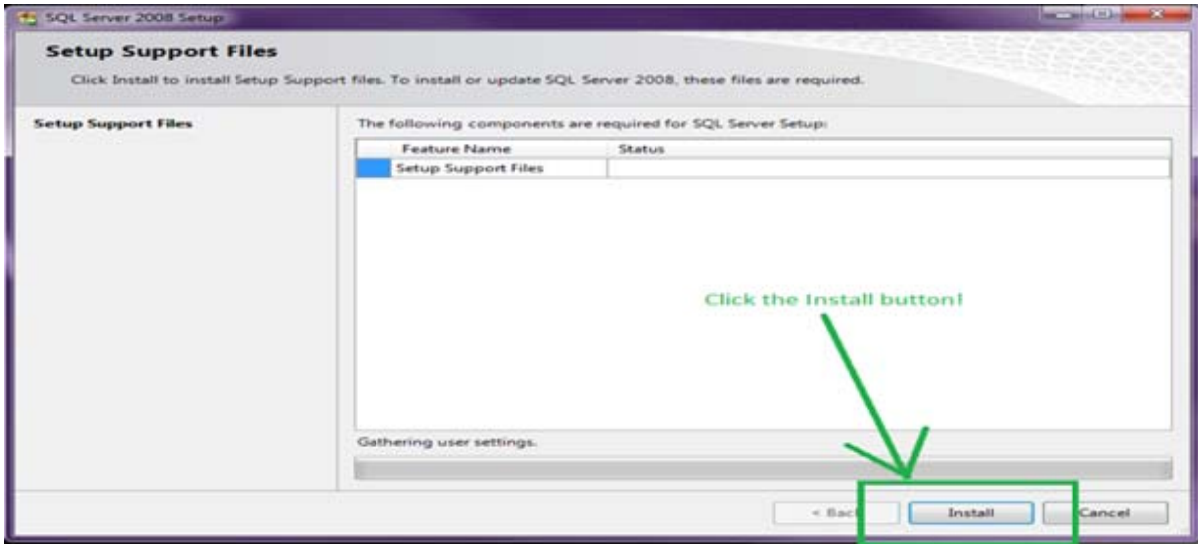 SQL Server 2008 Setup
Setup Support Files
Click Install to install Setup Support files. To install or update SQL Server 2008, these files are required.
Setup Support Files
The following components are required for SQL Server Setup:
Feature Name Status
Setup Support Files
Click the Install button!
Gathering user settings.
< Bac Install Cancel